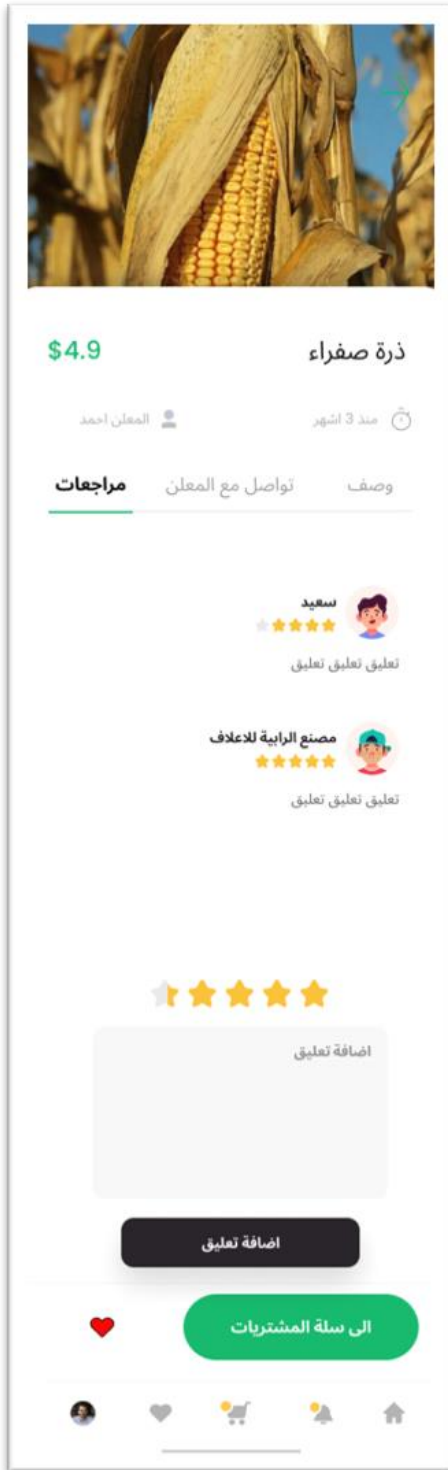 ذرة صفراء
$4.9
منذ 3 اشهر
المعلن احمد
وصف
تواصل مع المعلن
مراجعات
سعيد
تعليق تعليق تعليق
مصنع الرابية للاعلاف
تعليق تعليق تعليق
اضافة تعليق
اضافة تعليق
الى سلة المشتريات